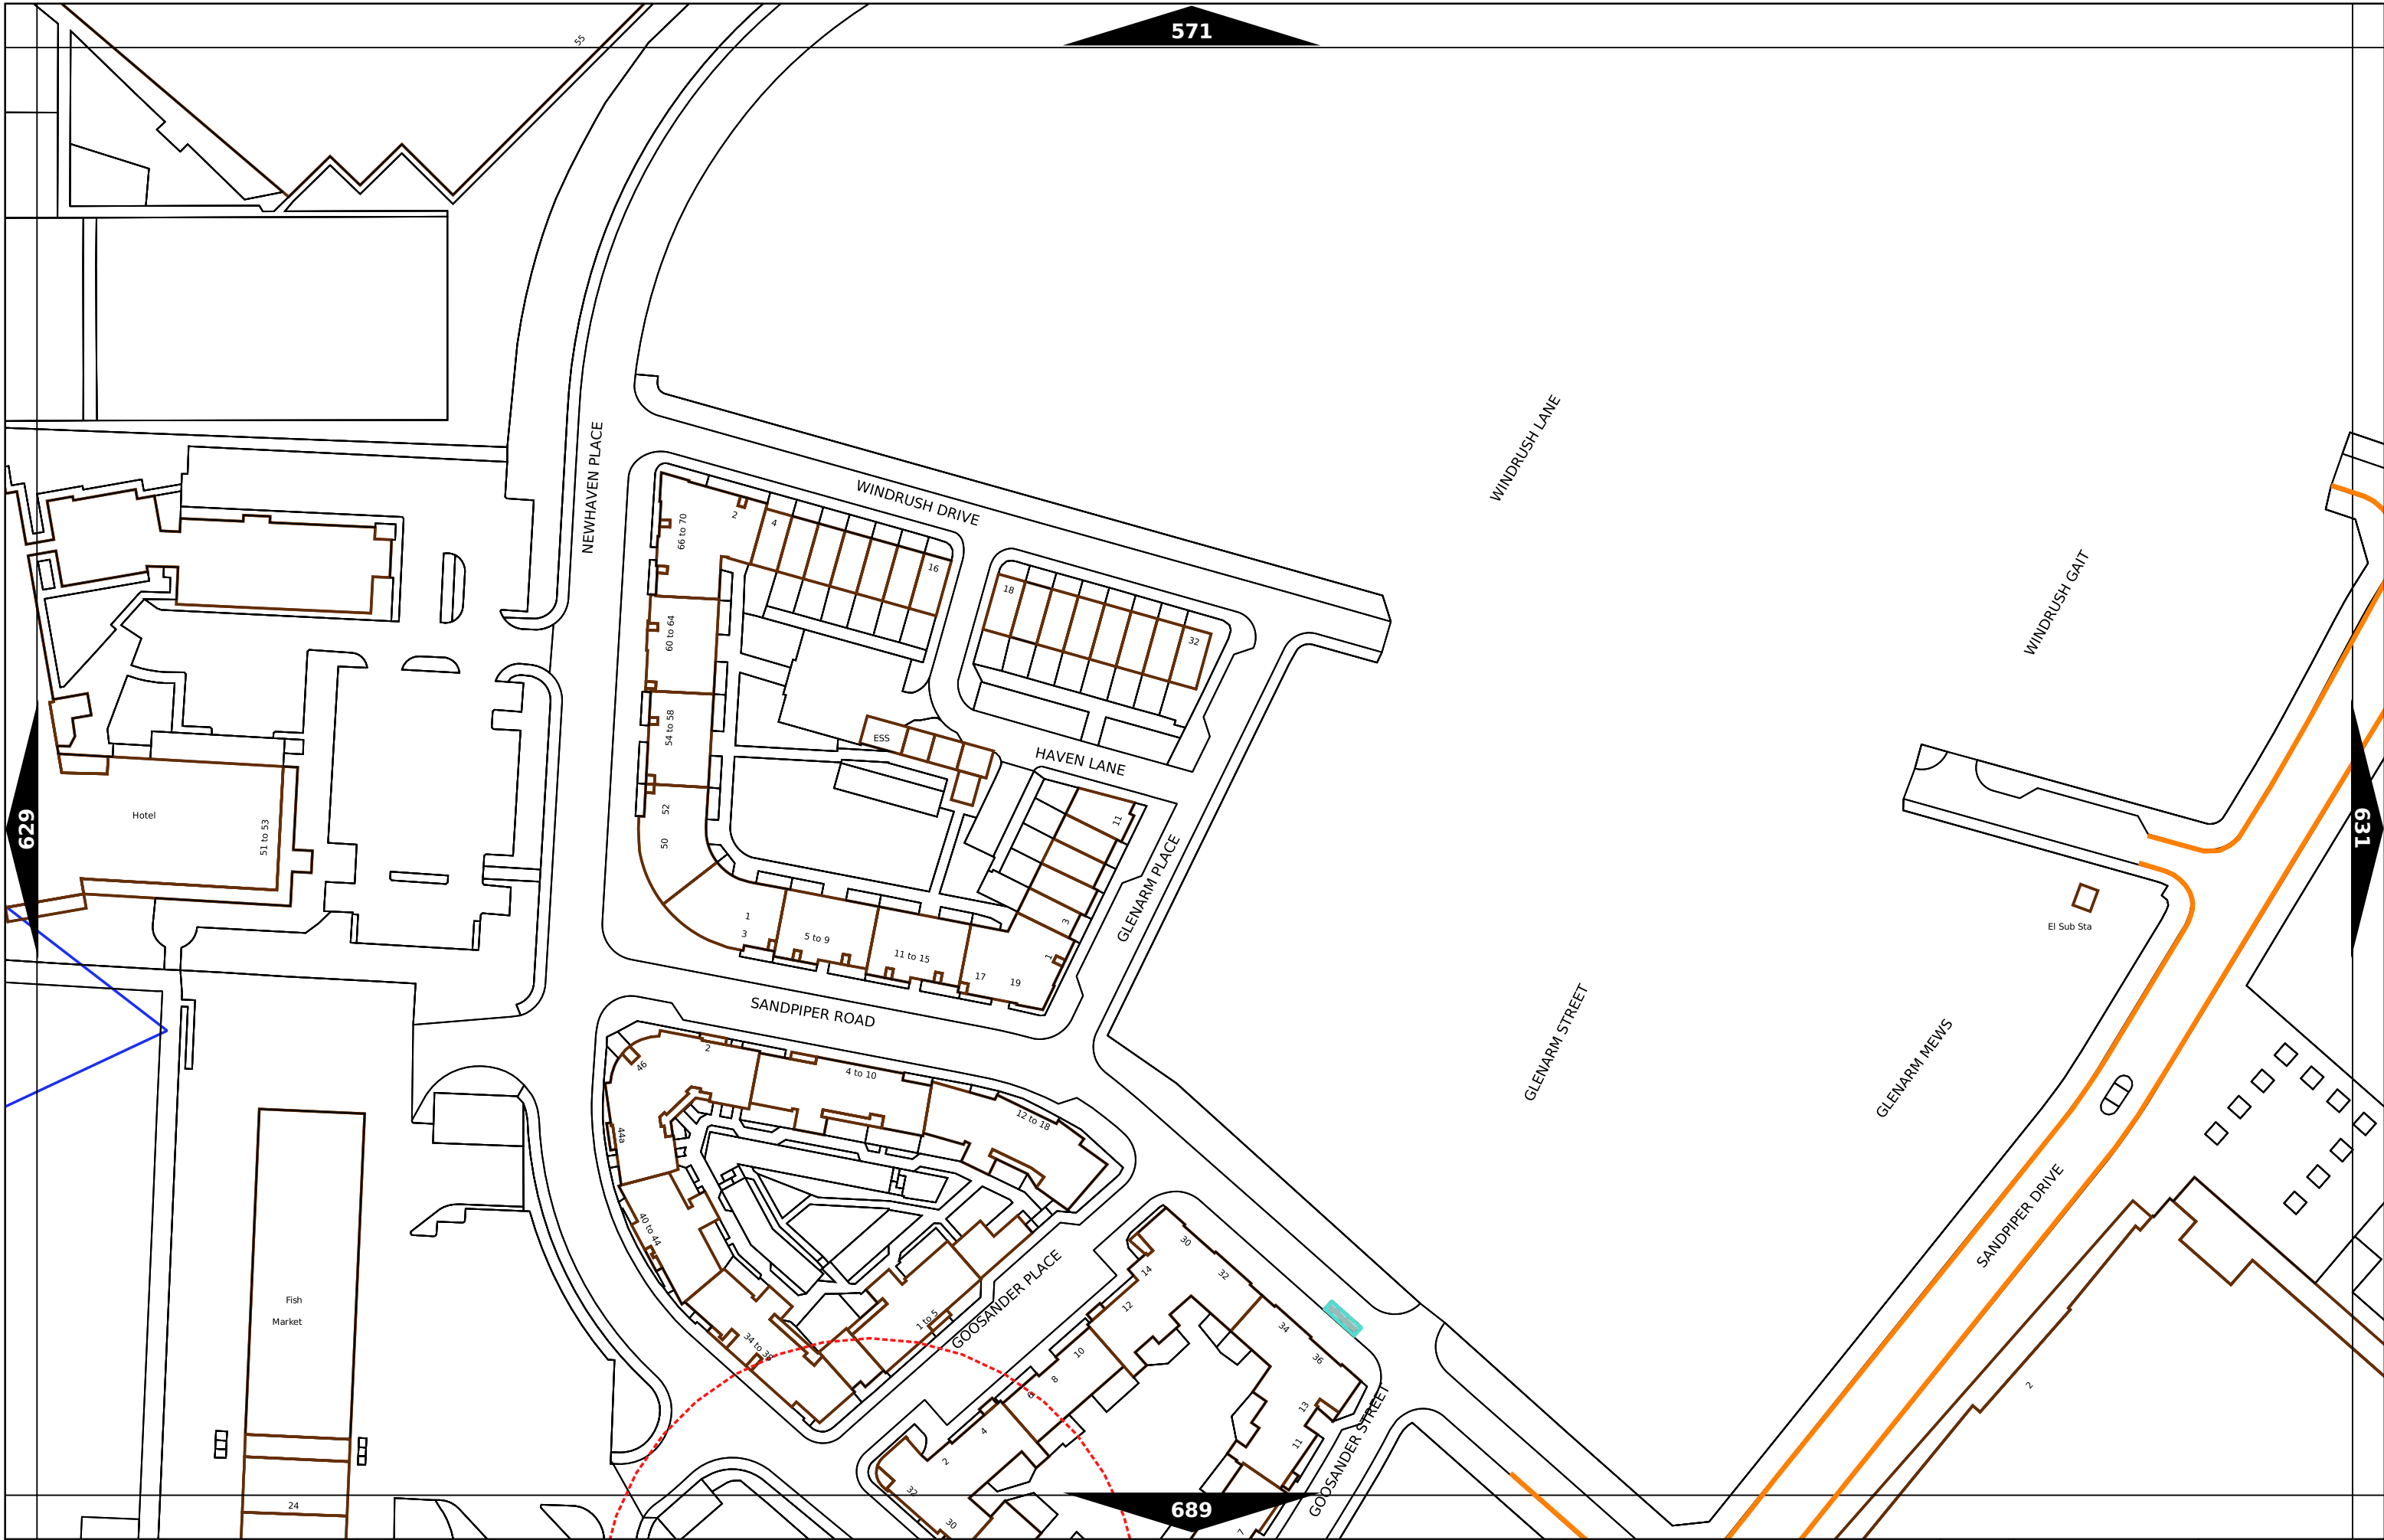 571
55
WINDRUSH LANE
NEWHAVEN PLACE
WINDRUSH DRIVE
66 to 70
2
4
16
18
32
WINDRUSH GAIT
60 to 64
54 to 58
ESS
HAVEN LANE
52
50
11
GLENARM PLACE
3
1
Hotel
51 to 53
629
631
1
3
5 to 9
11 to 15
17
19
El Sub Sta
SANDPIPER ROAD
GLENARM STREET
GLENARM MEWS
46
2
4 to 10
12 to 18
44a
40 to 44
34 to 38
1 to 5
GOOSANDER PLACE
SANDPIPER DRIVE
30
32
14
12
34
36
10
8
6
4
2
13
11
7
32
30
GOOSANDER STREET
Fish
Market
24
2
689